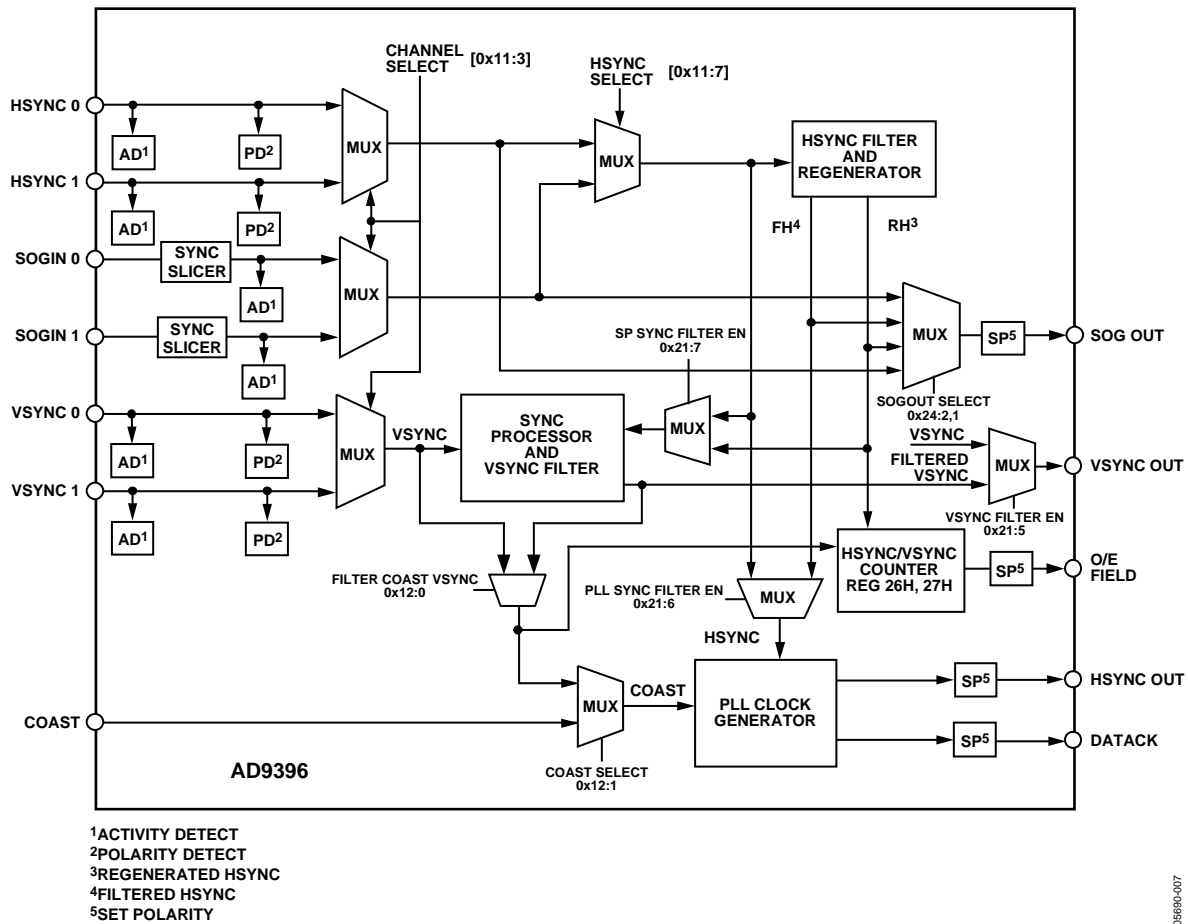 CHANNEL
SELECT [0x11:3]
HSYNC
SELECT [0x11:7]
HSYNC 0
AD1
PD2
MUX
MUX
HSYNC FILTER
AND
REGENERATOR
HSYNC 1
AD1
PD2
FH4
RH3
SOGIN 0
SYNC
SLICER
AD1
MUX
SOGIN 1
SYNC
SLICER
AD1
SP SYNC FILTER EN
0x21:7
MUX
SP5
SOG OUT
SOGOUT SELECT
0x24:2,1
VSYNC 0
AD1
PD2
MUX
VSYNC
SYNC
PROCESSOR
AND
VSYNC FILTER
MUX
VSYNC
FILTERED
VSYNC
MUX
VSYNC OUT
VSYNC FILTER EN
0x21:5
VSYNC 1
AD1
PD2
FILTER COAST VSYNC
0x12:0
PLL SYNC FILTER EN
0x21:6
MUX
HSYNC/VSYNC
COUNTER
REG 26H, 27H
SP5
O/E
FIELD
HSYNC
COAST
MUX
COAST
COAST SELECT
0x12:1
PLL CLOCK
GENERATOR
SP5
HSYNC OUT
SP5
DATACK
AD9396
1ACTIVITY DETECT
2POLARITY DETECT
3REGENERATED HSYNC
4FILTERED HSYNC
5SET POLARITY
05690-007